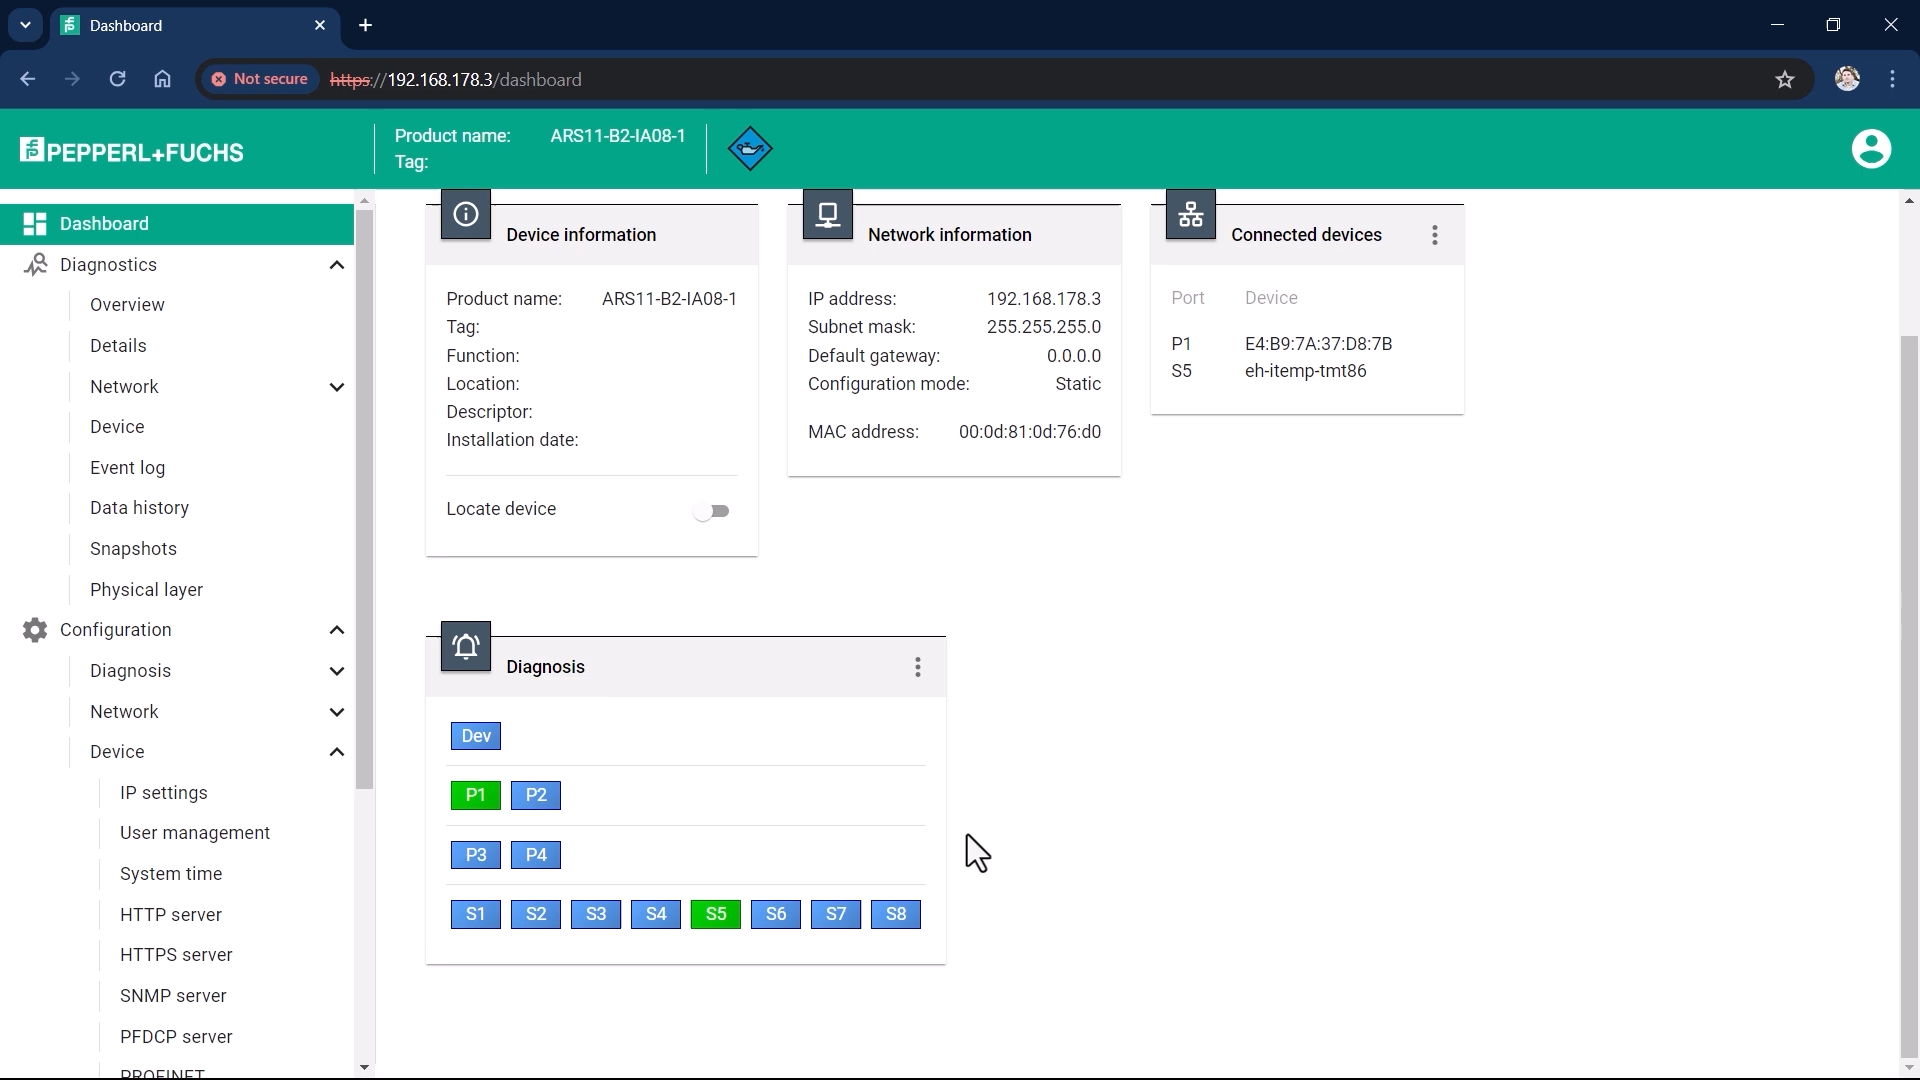 Dashboard
Not secure
https://192.168.178.3/dashboard
PEPPERL+FUCHS
Product name: ARS11-B2-IA08-1
Tag:
Dashboard
Diagnostics
Overview
Details
Network
Device
Event log
Data history
Snapshots
Physical layer
Configuration
Diagnosis
Network
Device
IP settings
User management
System time
HTTP server
HTTPS server
SNMP server
PFDCP server
PROFINET
Device information
Product name: ARS11-B2-IA08-1
Tag:
Function:
Location:
Descriptor:
Installation date:
Locate device
Network information
IP address: 192.168.178.3
Subnet mask: 255.255.255.0
Default gateway: 0.0.0.0
Configuration mode: Static
MAC address: 00:0d:81:0d:76:d0
Connected devices
Port Device
P1 E4:B9:7A:37:D8:7B
S5 eh-itemp-tmt86
Diagnosis
Dev
P1 P2
P3 P4
S1 S2 S3 S4 S5 S6 S7 S8